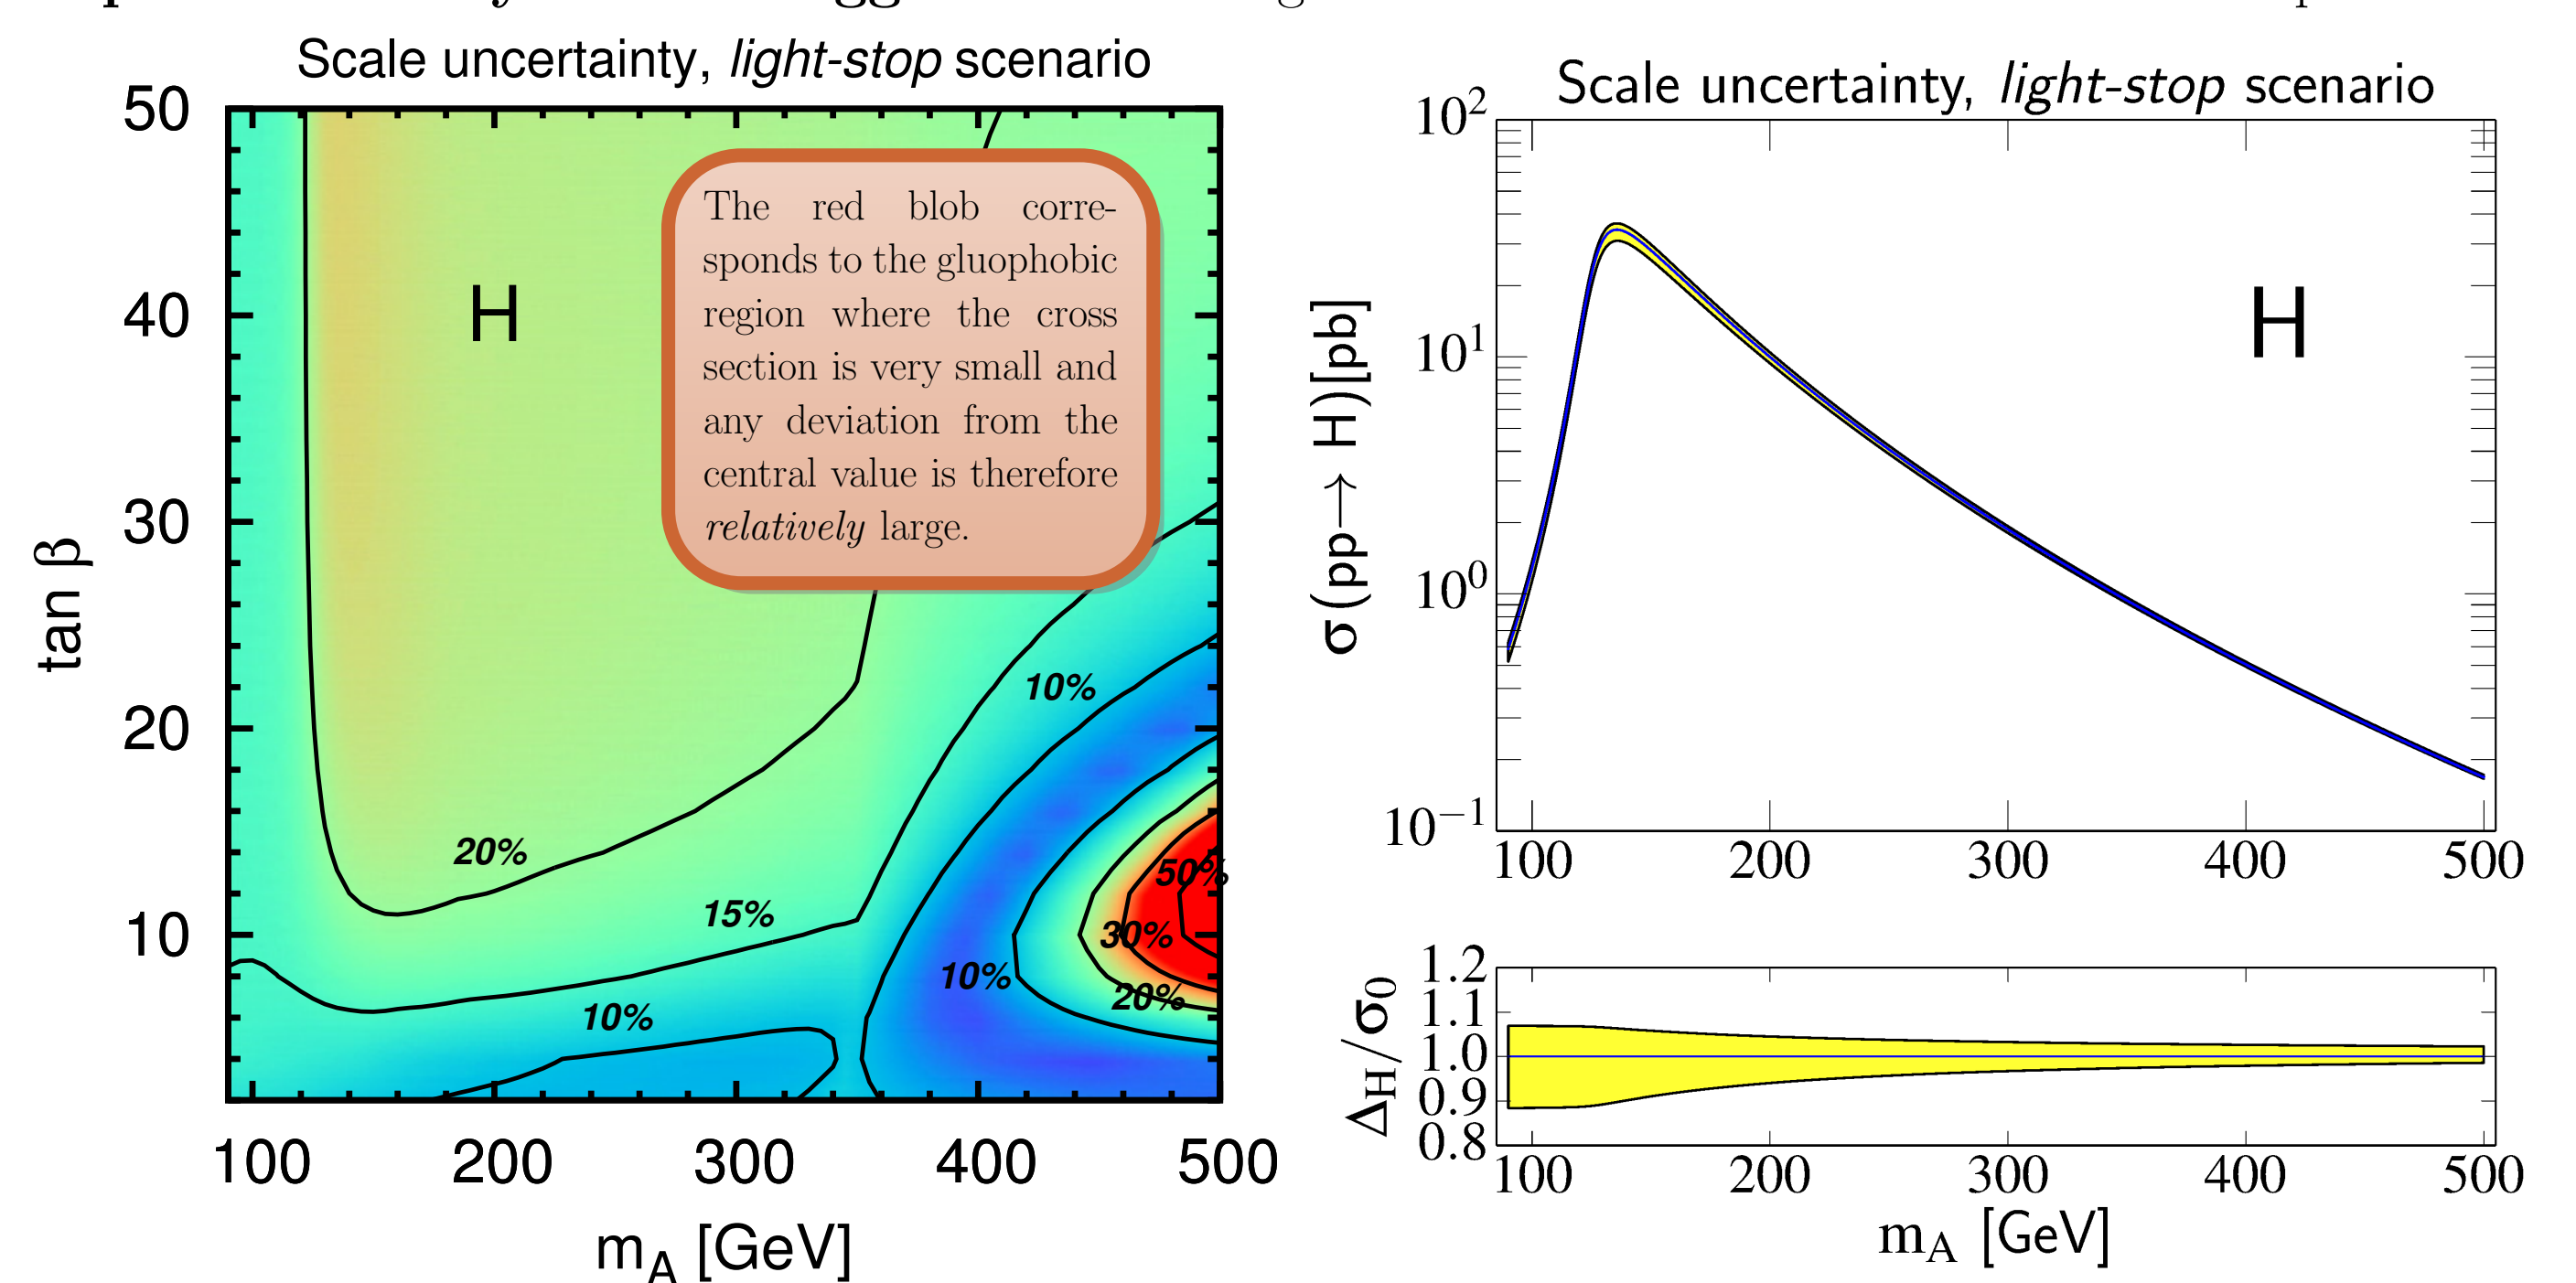 Scale uncertainty, light-stop scenario
50
40
30
20
10
tan β
H
The red blob corre-
sponds to the gluophobic
region where the cross
section is very small and
any deviation from the
central value is therefore
relatively large.
10%
20%
15%
10%
10%
50%
30%
20%
100 200 300 400 500
m_A [GeV]
Scale uncertainty, light-stop scenario
10^2
10^1
10^0
10^−1
σ(pp→ H)[pb]
H
100 200 300 400 500
1.2
1.1
1.0
0.9
0.8
Δ_H/σ_0
100 200 300 400 500
m_A [GeV]